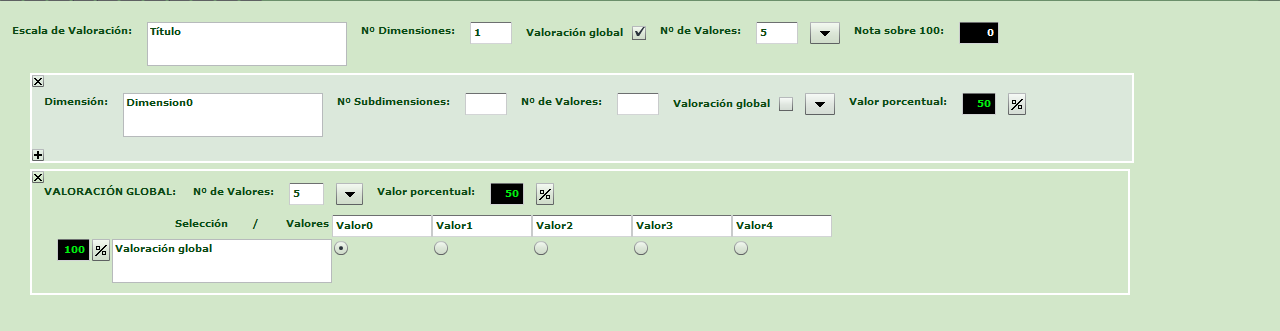 Escala de Valoración: Título Nº Dimensiones: 1 Valoración global Nº de Valores: 5 Nota sobre 100: 0
Dimensión: Dimension0 Nº Subdimensiones: Nº de Valores: Valoración global Valor porcentual: 50 %
VALORACIÓN GLOBAL: Nº de Valores: 5 Valor porcentual: 50 %
Selección / Valores Valor0 Valor1 Valor2 Valor3 Valor4
100 % Valoración global